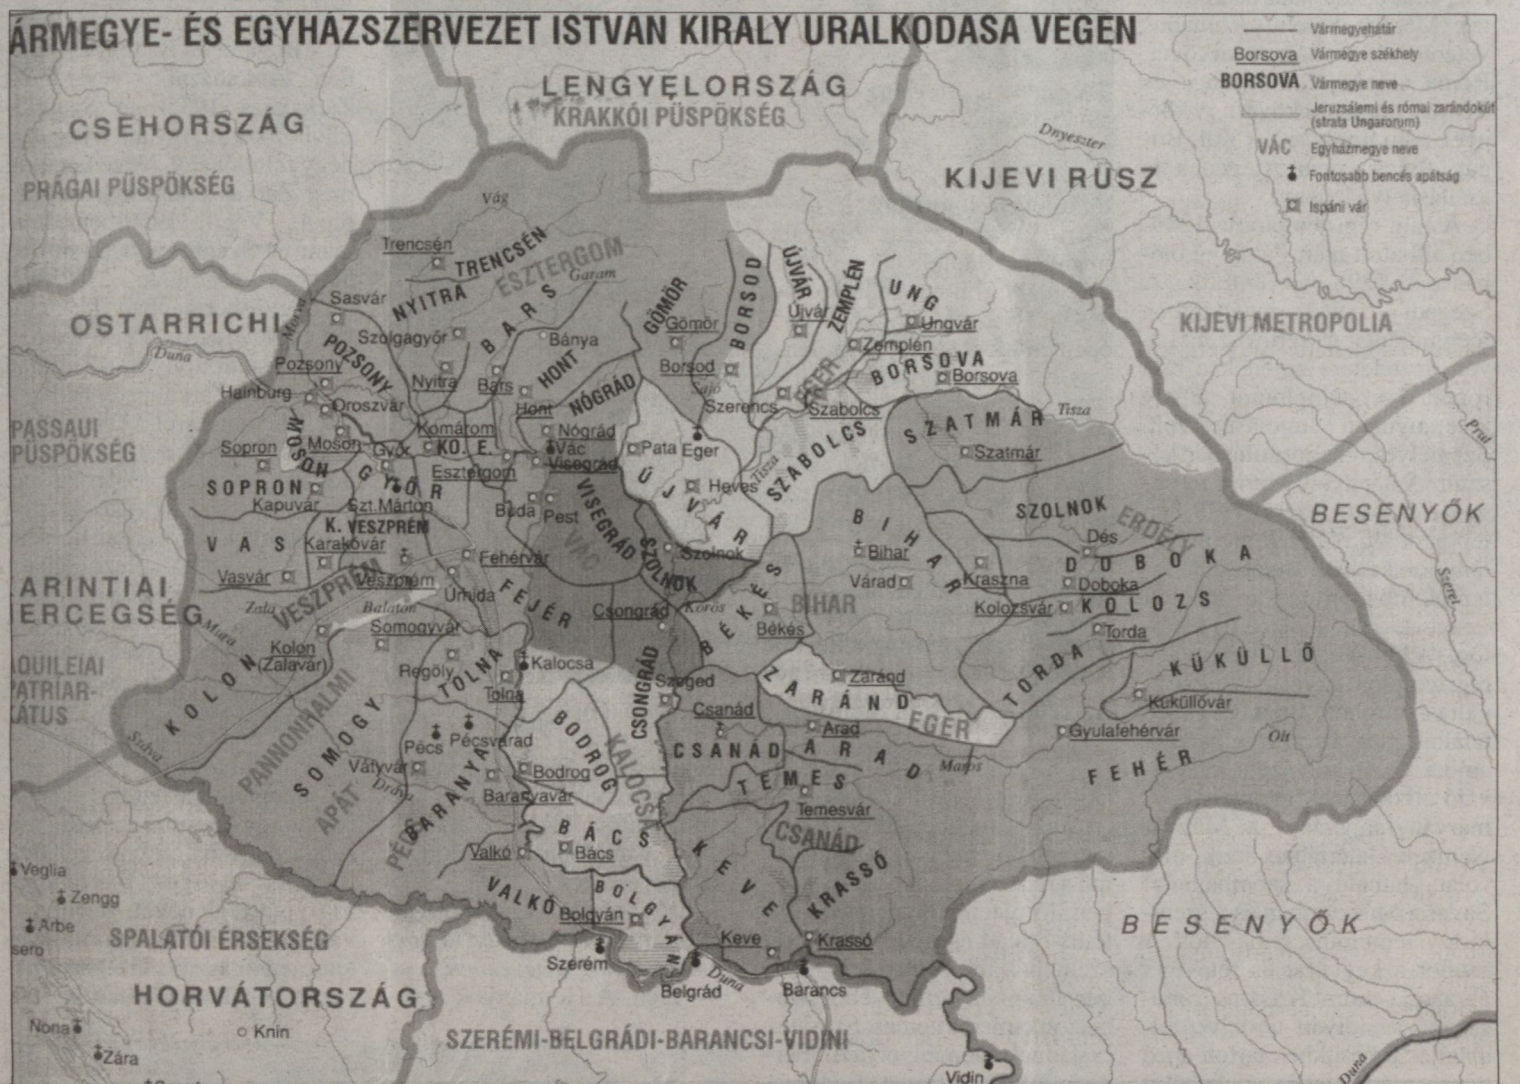 ÁRMEGYE- ÉS EGYHÁZSZERVEZET ISTVÁN KIRÁLY URALKODÁSA VÉGÉN
Vármegyehatár
Borsova Vármegye székhely
BORSOVA Vármegye neve
Jeruzsálemi és római zarándokút
(strata Ungarorum)
VÁC Egyházmegye neve
Fontosabb bencés apátság
Ispáni vár
LENGYELORSZÁG
KRAKKÓI PÜSPÖKSÉG
CSEHORSZÁG
PRÁGAI PÜSPÖKSÉG
Dnyeszter
KIJEVI RUSZ
KIJEVI METROPOLIA
Vág
Trencsén
TRENCSÉN
ESZTERGOM
Garam
NYITRA
BARS
Sasvár
OSTARRICHI
Morva
Duna
Szolgagyőr
Bánya
GÖMÖR
Gömör
BORSOD
ÚJVÁR
Újvár
ZEMPLÉN
UNG
Ungvár
Zemplén
BORSOVA
Borsova
POZSONY
Pozsony
Hainburg
Oroszvár
Nyitra
Bars
HONT
Hont
NÓGRÁD
Borsod
Sajó
Szerencs
EGER
Szabolcs
SZABOLCS
SZATMÁR
Szatmár
Tisza
Prut
PASSAUI
PÜSPÖKSÉG
Sopron
MOSON
Moson
Győr
Komárom
KO. E.
Nógrád
Vác
Visegrád
Esztergom
Pata
Eger
Heves
Tisza
ÚJVÁR
SOPRON
Kapuvár
GYŐR
Szt.Márton
Buda
Pest
VISEGRÁD
VÁC
BIHAR
SZOLNOK
ERDÉLY
BESENYŐK
VAS
K. VESZPRÉM
Karakóvár
Vasvár
VESZPRÉM
Veszprém
Fehérvár
Úrhida
FEJÉR
Szolnok
SZOLNOK
Csongrád
Körös
BÉKÉS
Békés
Bihar
Várad
BIHAR
Kraszna
Dés
DOBOKA
Doboka
Kolozsvár
KOLOZS
Torda
TORDA
KÜKÜLLŐ
Küküllővár
Szeret
ARINTIAI
ERCEGSÉG
Zala
Mura
Balaton
Kolon
(Zalavár)
KOLON
Somogyvár
Regöly
TOLNA
Tolna
Kalocsa
CSONGRÁD
Szeged
Csanád
CSANÁD
Zaránd
ZARÁND
EGER
Arad
ARAD
Maros
Gyulafehérvár
FEHÉR
Olt
QUILEIAI
PATRIAR-
KATUS
PANNONHALMI
APÁT
SOMOGY
Pécs
Pécsvárad
Vátyvár
Dráva
BARANYA
Baranyavár
PÉCS
BODROG
Bodrog
KALOCSA
TEMES
Temesvár
CSANÁD
BÁCS
Bács
Valkó
VALKÓ
BOLGYÁN
Bolgyán
KEVE
Keve
KRASSÓ
Krassó
BESENYŐK
Veglia
Zengg
Arbe
sero
SPALATÓI ÉRSEKSÉG
HORVÁTORSZÁG
Nona
Knin
Zára
Szerém
Belgrád
Duna
Barancs
SZERÉMI-BELGRÁDI-BARANCSI-VIDINI
Vidin
Duna